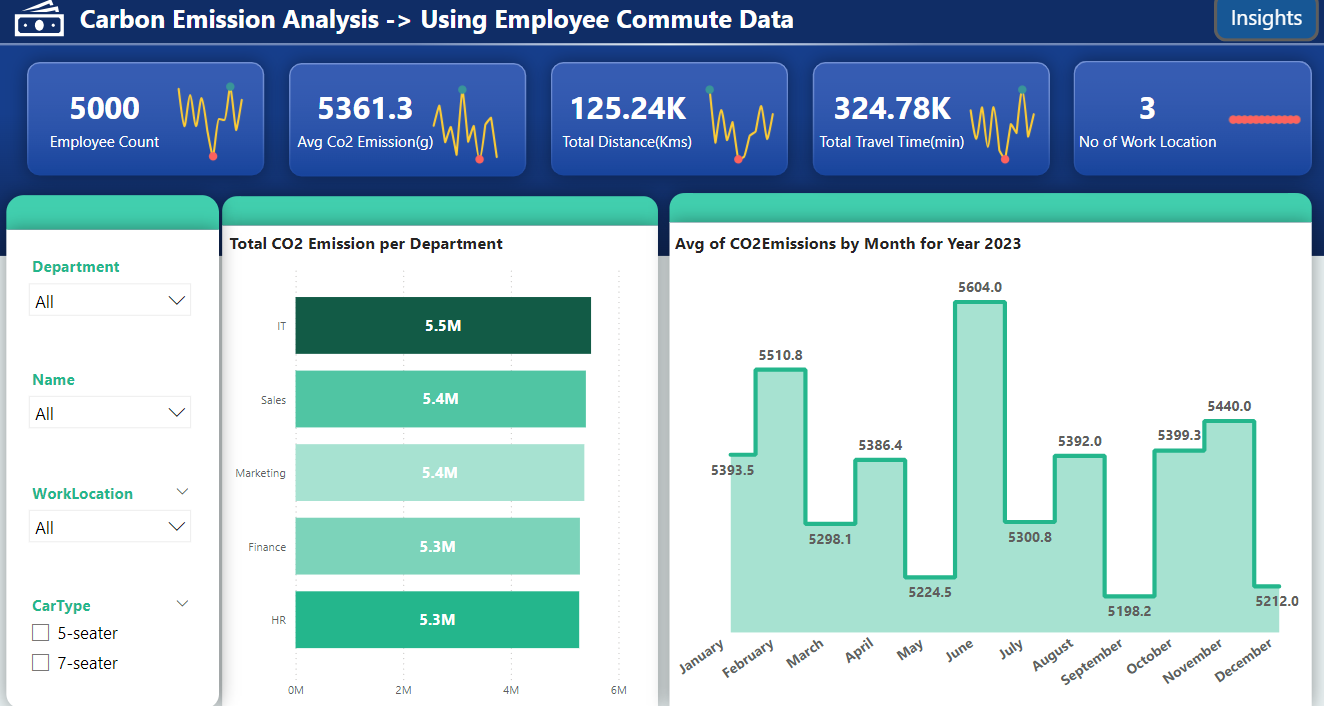 Carbon Emission Analysis -> Using Employee Commute Data
Insights
5000
Employee Count
5361.3
Avg Co2 Emission(g)
125.24K
Total Distance(Kms)
324.78K
Total Travel Time(min)
3
No of Work Location
Department
All
Name
All
WorkLocation
All
CarType
5-seater
7-seater
Total CO2 Emission per Department
IT
5.5M
Sales
5.4M
Marketing
5.4M
Finance
5.3M
HR
5.3M
0M 2M 4M 6M
Avg of CO2Emissions by Month for Year 2023
5393.5
5510.8
5298.1
5386.4
5224.5
5604.0
5300.8
5392.0
5198.2
5399.3
5440.0
5212.0
January February March April May June July August September October November December